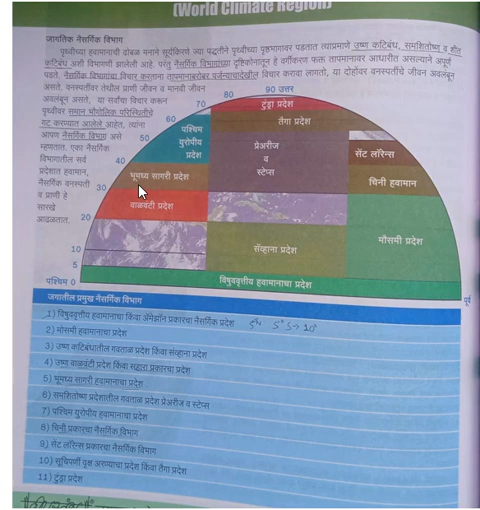 (World Climate Region)
जागतिक नैसर्गिक विभाग
पृथ्वीच्या हवामानाची ढोबळ मनाने सूर्यकिरणे ज्या पद्धतीने पृथ्वीच्या पृष्ठभागावर पडतात त्याप्रमाणे उष्ण कटिबंध, समशितोष्ण व शीत
कटिबंध अशी विभागणी झालेली आहे. परंतु नैसर्गिक विभागांच्या दृष्टिकोनातून हे वर्गीकरण फक्त तापमानावर आधारीत असल्याने अपूर्ण
पडते. नैसर्गिक विभागांचा विचार करताना तापमानाबरोबर पर्जन्याचादेखील विचार करावा लागतो, या दोहोंवर वनस्पतींचे जीवन अवलंबून
असते. वनस्पतींवर तेथील प्राणी जीवन व मानवी जीवन
अवलंबून असते, या सर्वांचा विचार करून
पृथ्वीवर समान भौगोलिक परिस्थितीचे
गट करण्यात आलेले आहेत. त्यांना
आपण नैसर्गिक विभाग असे
म्हणतात. एका नैसर्गिक
विभागातील सर्व
प्रदेशात हवामान,
नैसर्गिक वनस्पती
व प्राणी हे
सारखे
आढळतात.
90 उत्तर
80
70
60
50
40
30
20
10
5
पश्चिम 0
पूर्व
टुंड्रा प्रदेश
तैगा प्रदेश
पश्चिम
युरोपीय
प्रदेश
प्रेअरीज
व
स्टेप्स
सेंट लॉरेन्स
भूमध्य सागरी प्रदेश
चिनी हवामान
वाळवंटी प्रदेश
सॅव्हाना प्रदेश
मौसमी प्रदेश
विषुववृत्तीय हवामानाचा प्रदेश
जगातील प्रमुख नैसर्गिक विभाग
1) विषुववृत्तीय हवामानाचा किंवा ॲमेझॉन प्रकारचा नैसर्गिक प्रदेश
2) मोसमी हवामानाचा प्रदेश
3) उष्ण कटिबंधातील गवताळ प्रदेश किंवा सॅव्हाना प्रदेश
4) उष्ण वाळवंटी प्रदेश किंवा सहारा प्रकारचा प्रदेश
5) भूमध्य सागरी हवामानाचा प्रदेश
6) समशितोष्ण प्रदेशातील गवताळ प्रदेश प्रेअरीज व स्टेप्स
7) पश्चिम युरोपीय हवामानाचा प्रदेश
8) चिनी प्रकारचा नैसर्गिक विभाग
9) सेंट लॉरेन्स प्रकारचा नैसर्गिक विभाग
10) सूचिपर्णी वृक्ष अरण्याचा प्रदेश किंवा तैगा प्रदेश
11) टुंड्रा प्रदेश